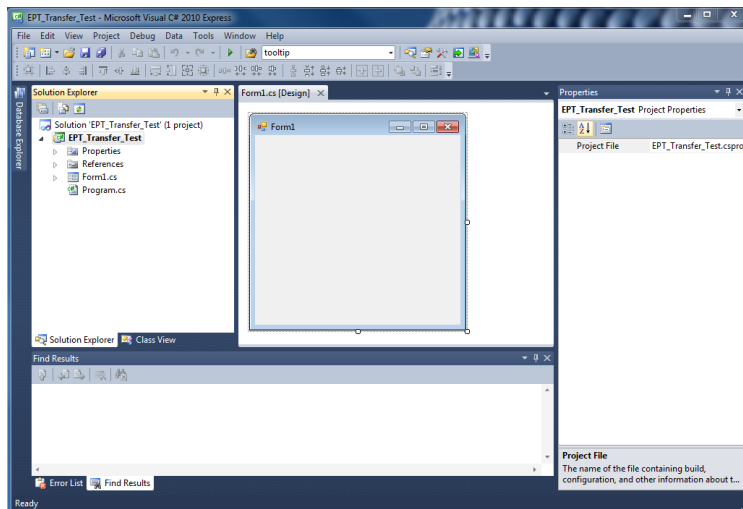 EPT_Transfer_Test - Microsoft Visual C# 2010 Express
File Edit View Project Debug Data Tools Window Help
tooltip
Database Explorer
Solution Explorer
Solution 'EPT_Transfer_Test' (1 project)
EPT_Transfer_Test
Properties
References
Form1.cs
Program.cs
Solution Explorer Class View
Form1.cs [Design]
Form1
Properties
EPT_Transfer_Test Project Properties
Project File EPT_Transfer_Test.cspro
Find Results
Error List Find Results
Project File
The name of the file containing build,
configuration, and other information about t...
Ready